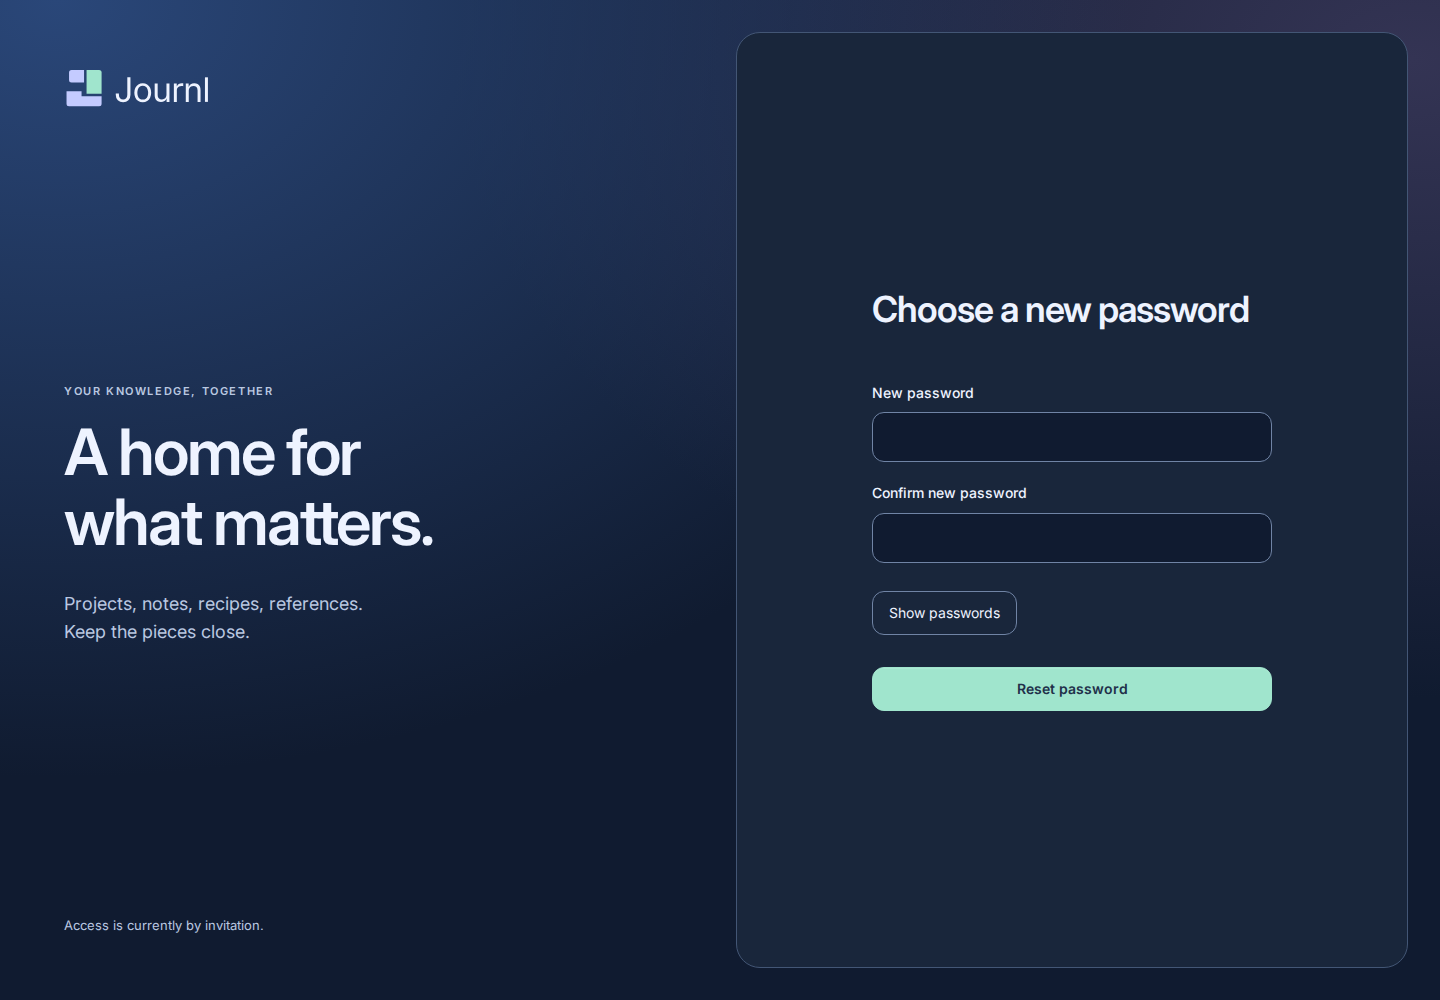 Journl
YOUR KNOWLEDGE, TOGETHER
A home for
what matters.
Projects, notes, recipes, references.
Keep the pieces close.
Access is currently by invitation.
Choose a new password
New password
Confirm new password
Show passwords
Reset password